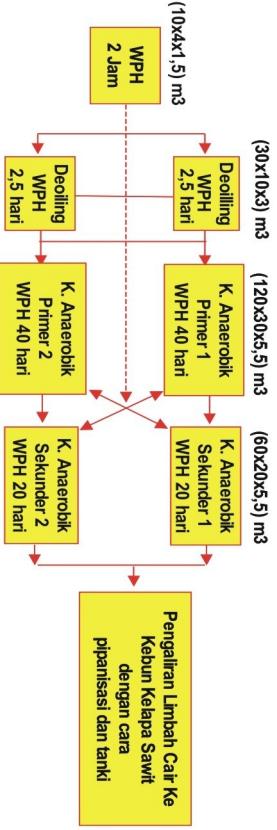 (30x10x3) m3
(120x30x5,5) m3
(60x20x5,5) m3
(10x4x1,5) m3
WPH
2 Jam
Deoilling
WPH
2,5 hari
K. Anaerobik
Primer 1
WPH 40 hari
K. Anaerobik
Sekunder 1
WPH 20 hari
Deoiling
WPH
2,5 hari
K. Anaerobik
Primer 2
WPH 40 hari
K. Anaerobik
Sekunder 2
WPH 20 hari
Pengaliran Limbah Cair Ke
Kebun Kelapa Sawit
dengan cara
pipanisasi dan tanki